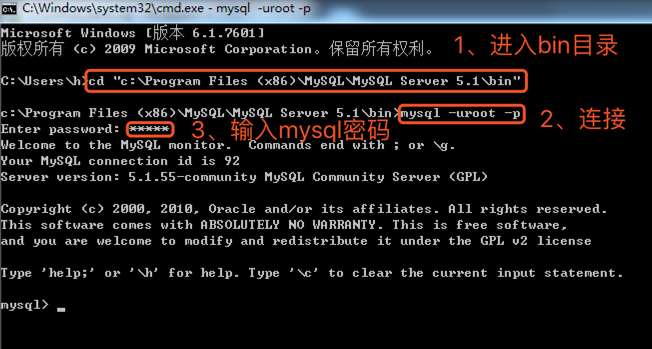 C:\Windows\system32\cmd.exe - mysql -uroot -p
Microsoft Windows [版本 6.1.7601]
版权所有 (c) 2009 Microsoft Corporation。保留所有权利。
1、进入bin目录
C:\Users\h>cd "c:\Program Files (x86)\MySQL\MySQL Server 5.1\bin"
c:\Program Files (x86)\MySQL\MySQL Server 5.1\bin>mysql -uroot -p
2、连接
Enter password: *****
3、输入mysql密码
Welcome to the MySQL monitor.  Commands end with ; or \g.
Your MySQL connection id is 92
Server version: 5.1.55-community MySQL Community Server (GPL)
Copyright (c) 2000, 2010, Oracle and/or its affiliates. All rights reserved.
This software comes with ABSOLUTELY NO WARRANTY. This is free software,
and you are welcome to modify and redistribute it under the GPL v2 license
Type 'help;' or '\h' for help. Type '\c' to clear the current input statement.
mysql> _